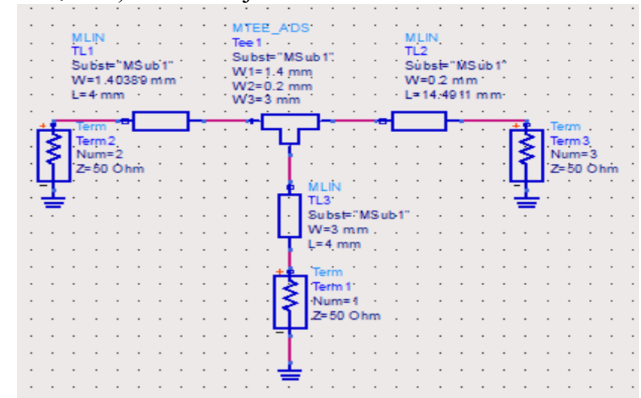 MLIN
TL1
Subst="MSub1"
W=1.40389 mm
L=4 mm
MTEE_ADS
Tee1
Subst="MSub1"
W1=1.4 mm
W2=0.2 mm
W3=3 mm
MLIN
TL2
Subst="MSub1"
W=0.2 mm
L=14.4911 mm
+ Term
Term2
Num=2
Z=50 Ohm
-
+ Term
Term3
Num=3
Z=50 Ohm
-
MLIN
TL3
Subst="MSub1"
W=3 mm
L=4 mm
+ Term
Term1
Num=1
Z=50 Ohm
-